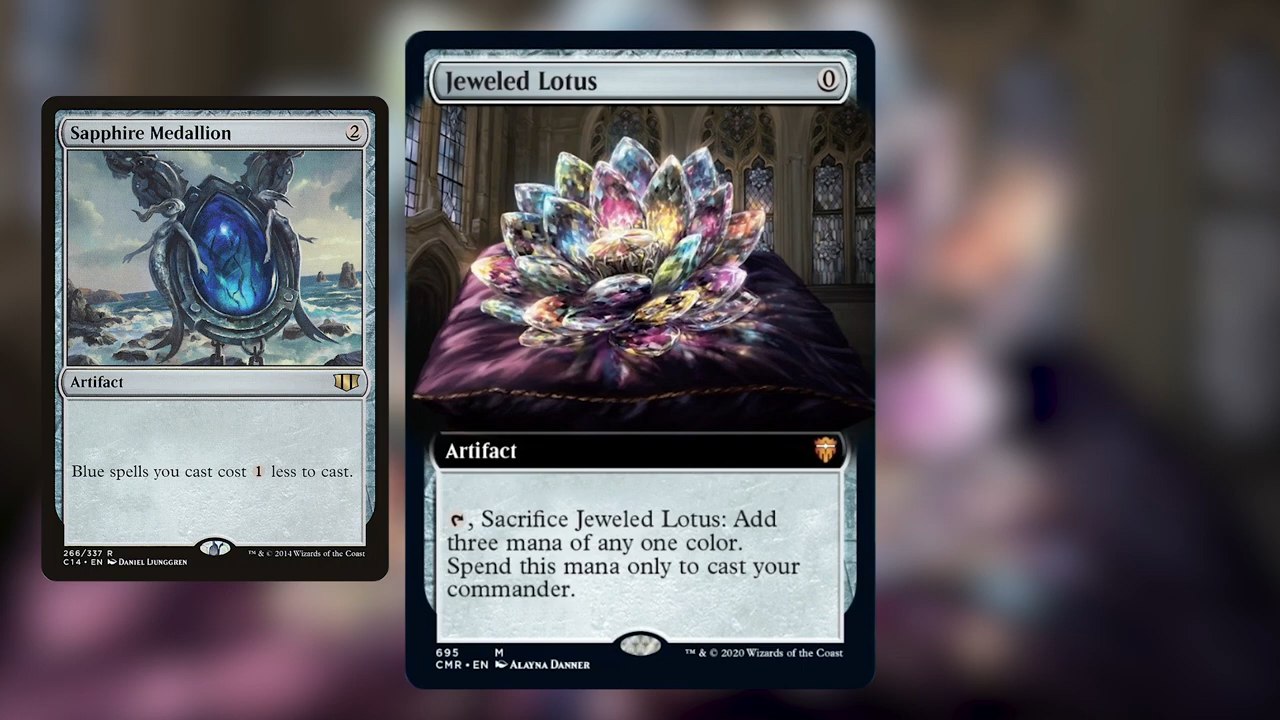 Sapphire Medallion 2
Artifact
Blue spells you cast cost 1 less to cast.
266/337 R
C14 • EN Daniel Ljunggren
™ & © 2014 Wizards of the Coast
Jeweled Lotus 0
Artifact
, Sacrifice Jeweled Lotus: Add
three mana of any one color.
Spend this mana only to cast your
commander.
695 M
CMR • EN Alayna Danner
™ & © 2020 Wizards of the Coast